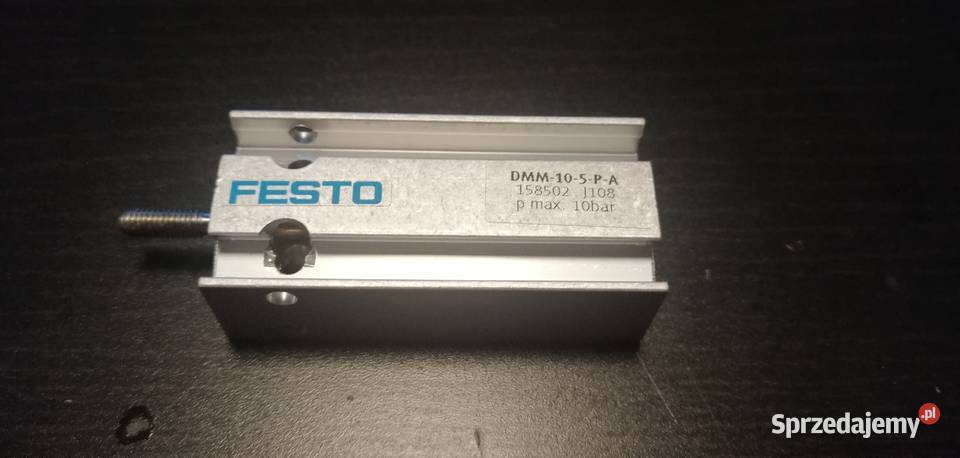 FESTO
DMM-10-5-P-A
158502 J108
p max. 10bar
Sprzedajemy.pl